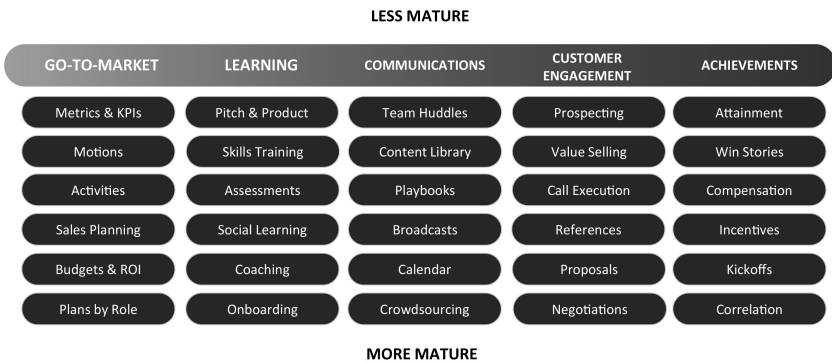 LESS MATURE
GO-TO-MARKET LEARNING COMMUNICATIONS CUSTOMER ENGAGEMENT ACHIEVEMENTS
Metrics & KPIs Pitch & Product Team Huddles Prospecting Attainment
Motions Skills Training Content Library Value Selling Win Stories
Activities Assessments Playbooks Call Execution Compensation
Sales Planning Social Learning Broadcasts References Incentives
Budgets & ROI Coaching Calendar Proposals Kickoffs
Plans by Role Onboarding Crowdsourcing Negotiations Correlation
MORE MATURE